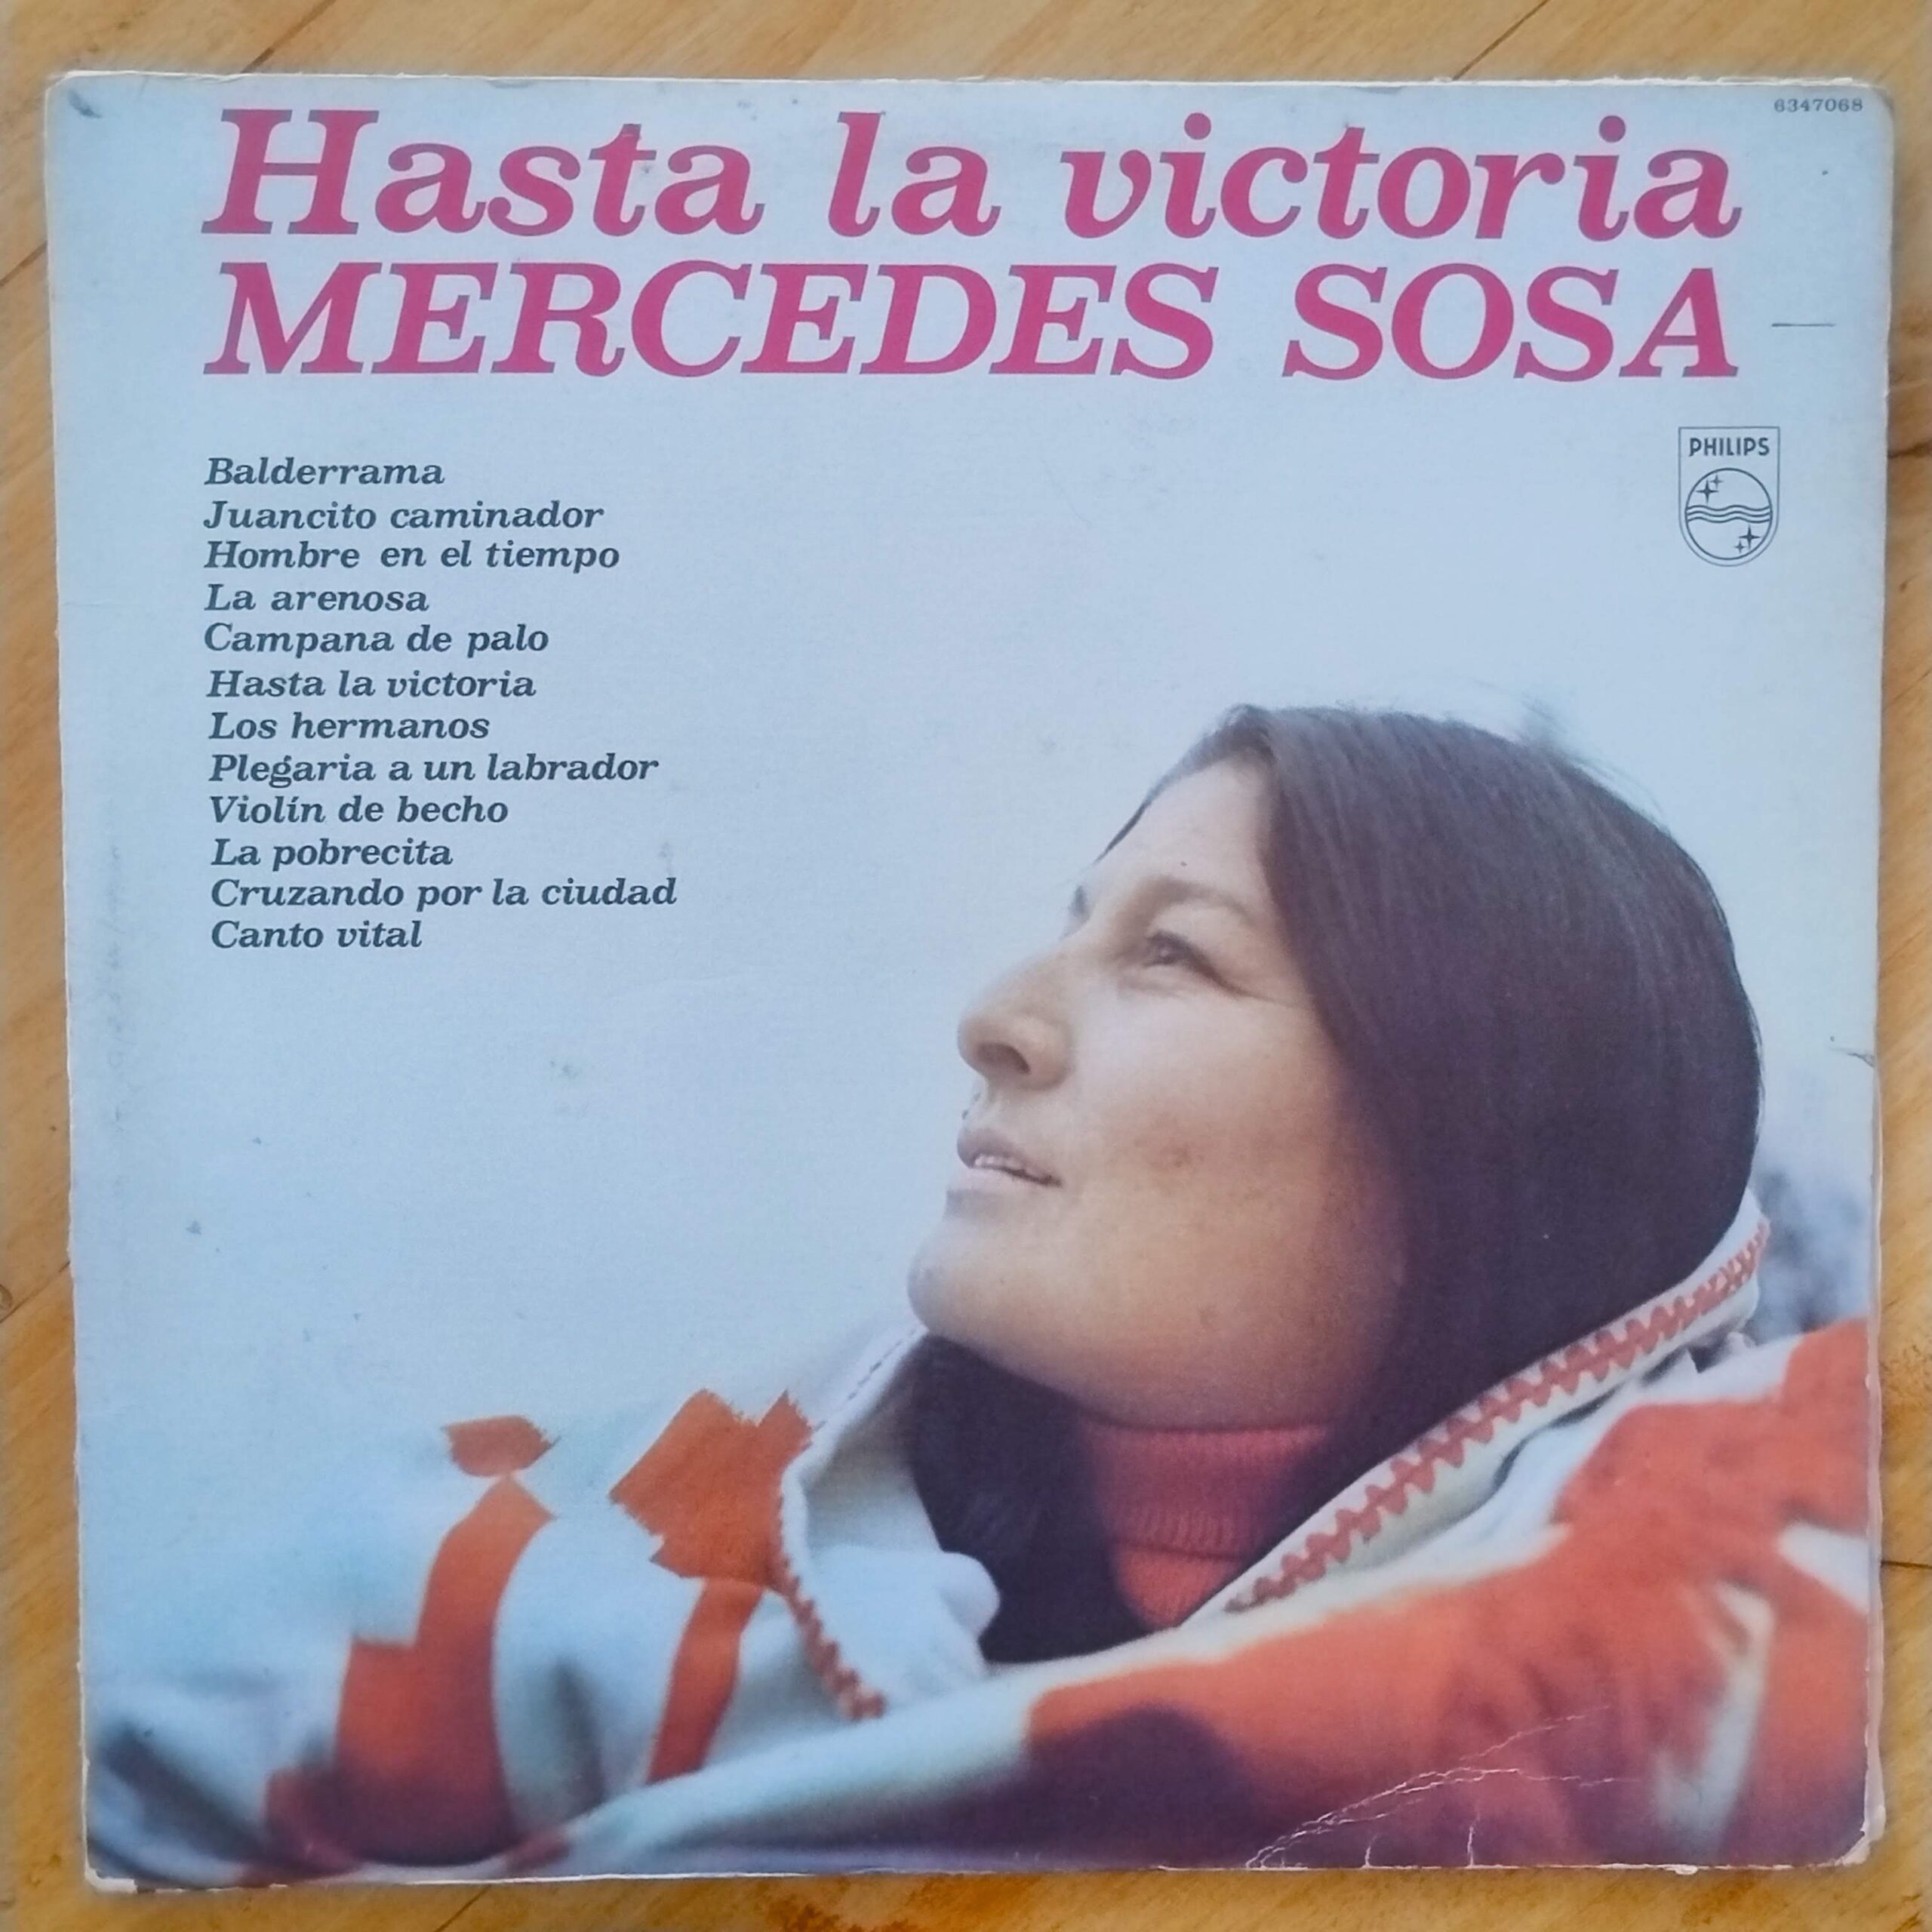 6347068
Hasta la victoria
MERCEDES SOSA
PHILIPS
Balderrama
Juancito caminador
Hombre en el tiempo
La arenosa
Campana de palo
Hasta la victoria
Los hermanos
Plegaria a un labrador
Violín de becho
La pobrecita
Cruzando por la ciudad
Canto vital